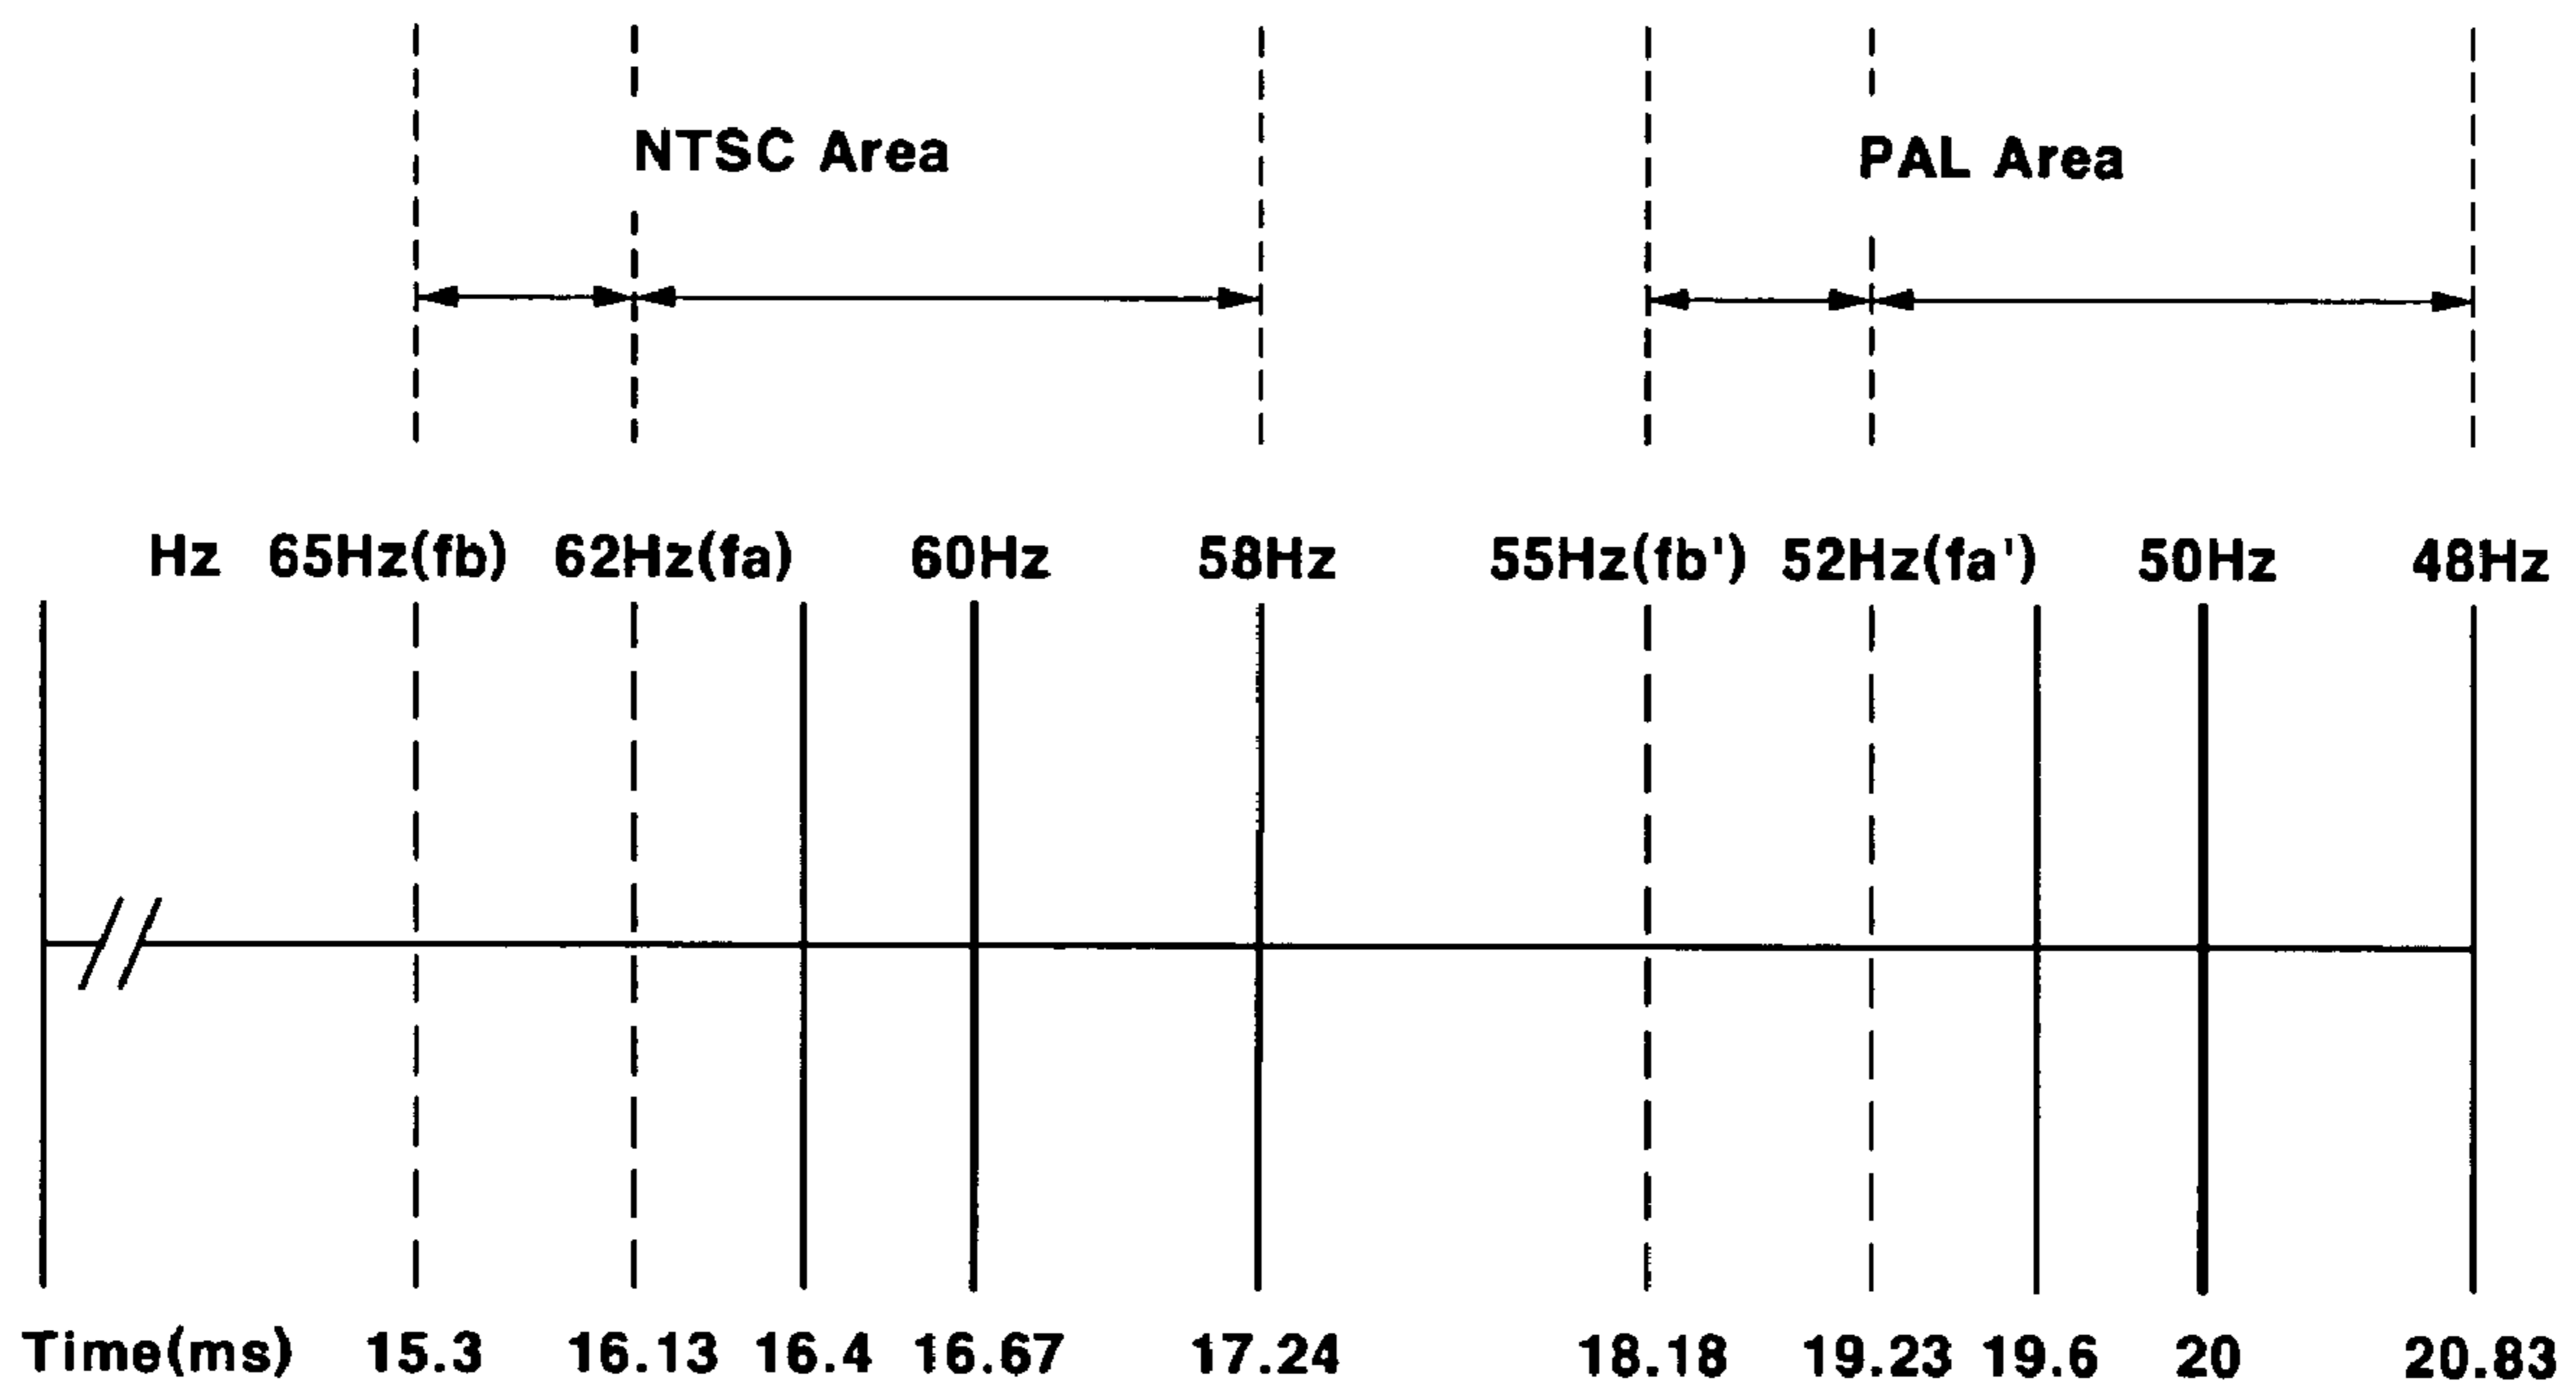 NTSC Area PAL Area
Hz 65Hz(fb) 62Hz(fa) 60Hz 58Hz 55Hz(fb') 52Hz(fa') 50Hz 48Hz
Time(ms) 15.3 16.13 16.4 16.67 17.24 18.18 19.23 19.6 20 20.83